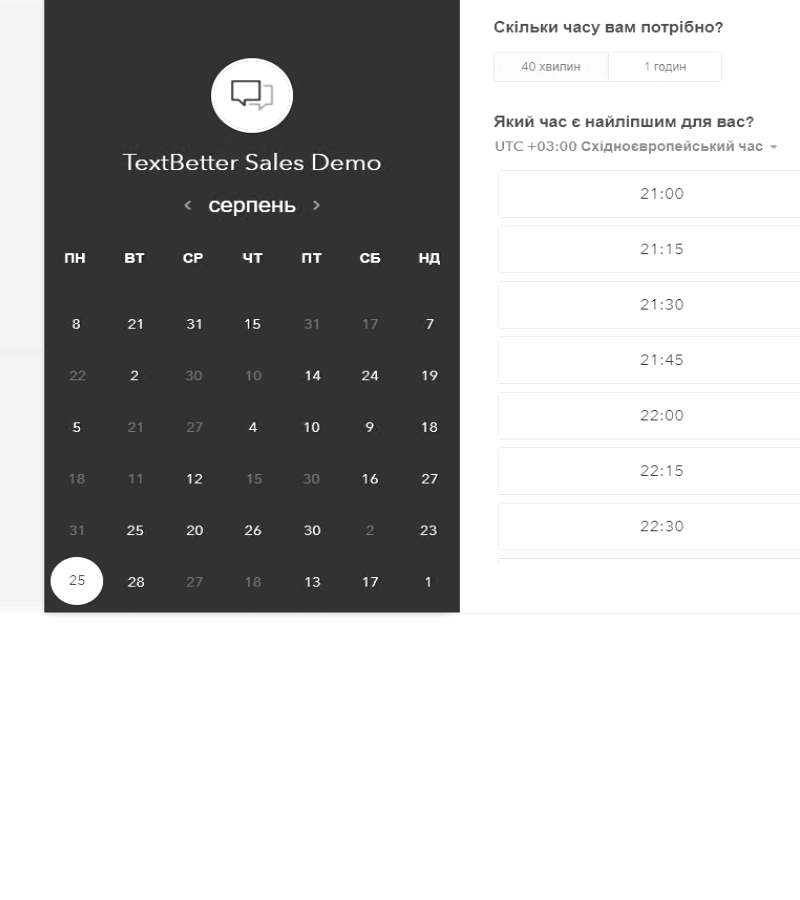 TextBetter Sales Demo
< серпень >
ПН ВТ СР ЧТ ПТ СБ НД
8 21 31 15 31 17 7
22 2 30 10 14 24 19
5 21 27 4 10 9 18
18 11 12 15 30 16 27
31 25 20 26 30 2 23
25 28 27 18 13 17 1
Скільки часу вам потрібно?
40 хвилин 1 годин
Який час є найліпшим для вас?
UTC +03:00 Східноєвропейський час
21:00
21:15
21:30
21:45
22:00
22:15
22:30